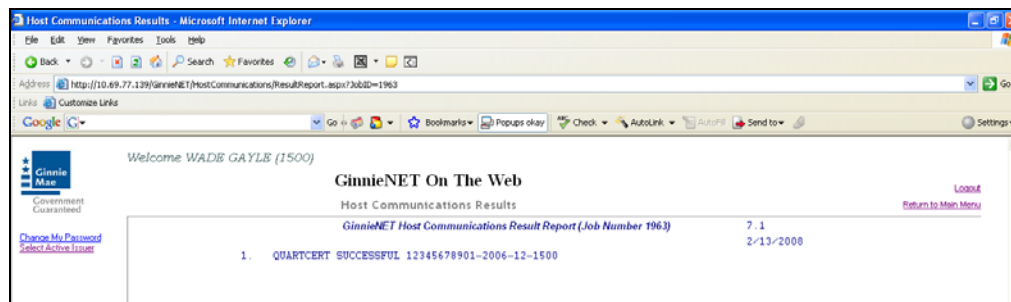 Host Communications Results - Microsoft Internet Explorer
File Edit View Favorites Tools Help
Back Search Favorites
Address http://10.69.77.139/GinnieNET/HostCommunications/ResultReport.aspx?JobID=1963 Go
Links Customize Links
Google G Go Bookmarks Popups okay Check AutoLink AutoFill Send to Settings
Ginnie Mae
Government Guaranteed
Welcome WADE GAYLE (1500)
GinnieNET On The Web
Host Communications Results
Logout
Return to Main Menu
Change My Password
Select Active Issuer
GinnieNET Host Communications Result Report (Job Number 1963) 7.1
2/13/2008
1. QUARTCERT SUCCESSFUL 12345678901-2006-12-1500